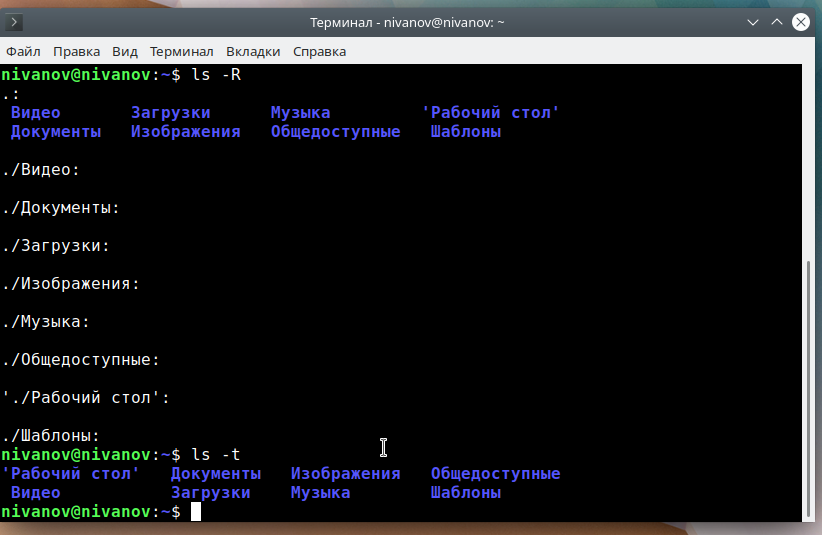 Терминал - nivanov@nivanov: ~
Файл Правка Вид Терминал Вкладки Справка
nivanov@nivanov:~$ ls -R
.:
Видео Загрузки Музыка 'Рабочий стол'
Документы Изображения Общедоступные Шаблоны
./Видео:
./Документы:
./Загрузки:
./Изображения:
./Музыка:
./Общедоступные:
'./Рабочий стол':
./Шаблоны:
nivanov@nivanov:~$ ls -t
'Рабочий стол' Документы Изображения Общедоступные
Видео Загрузки Музыка Шаблоны
nivanov@nivanov:~$